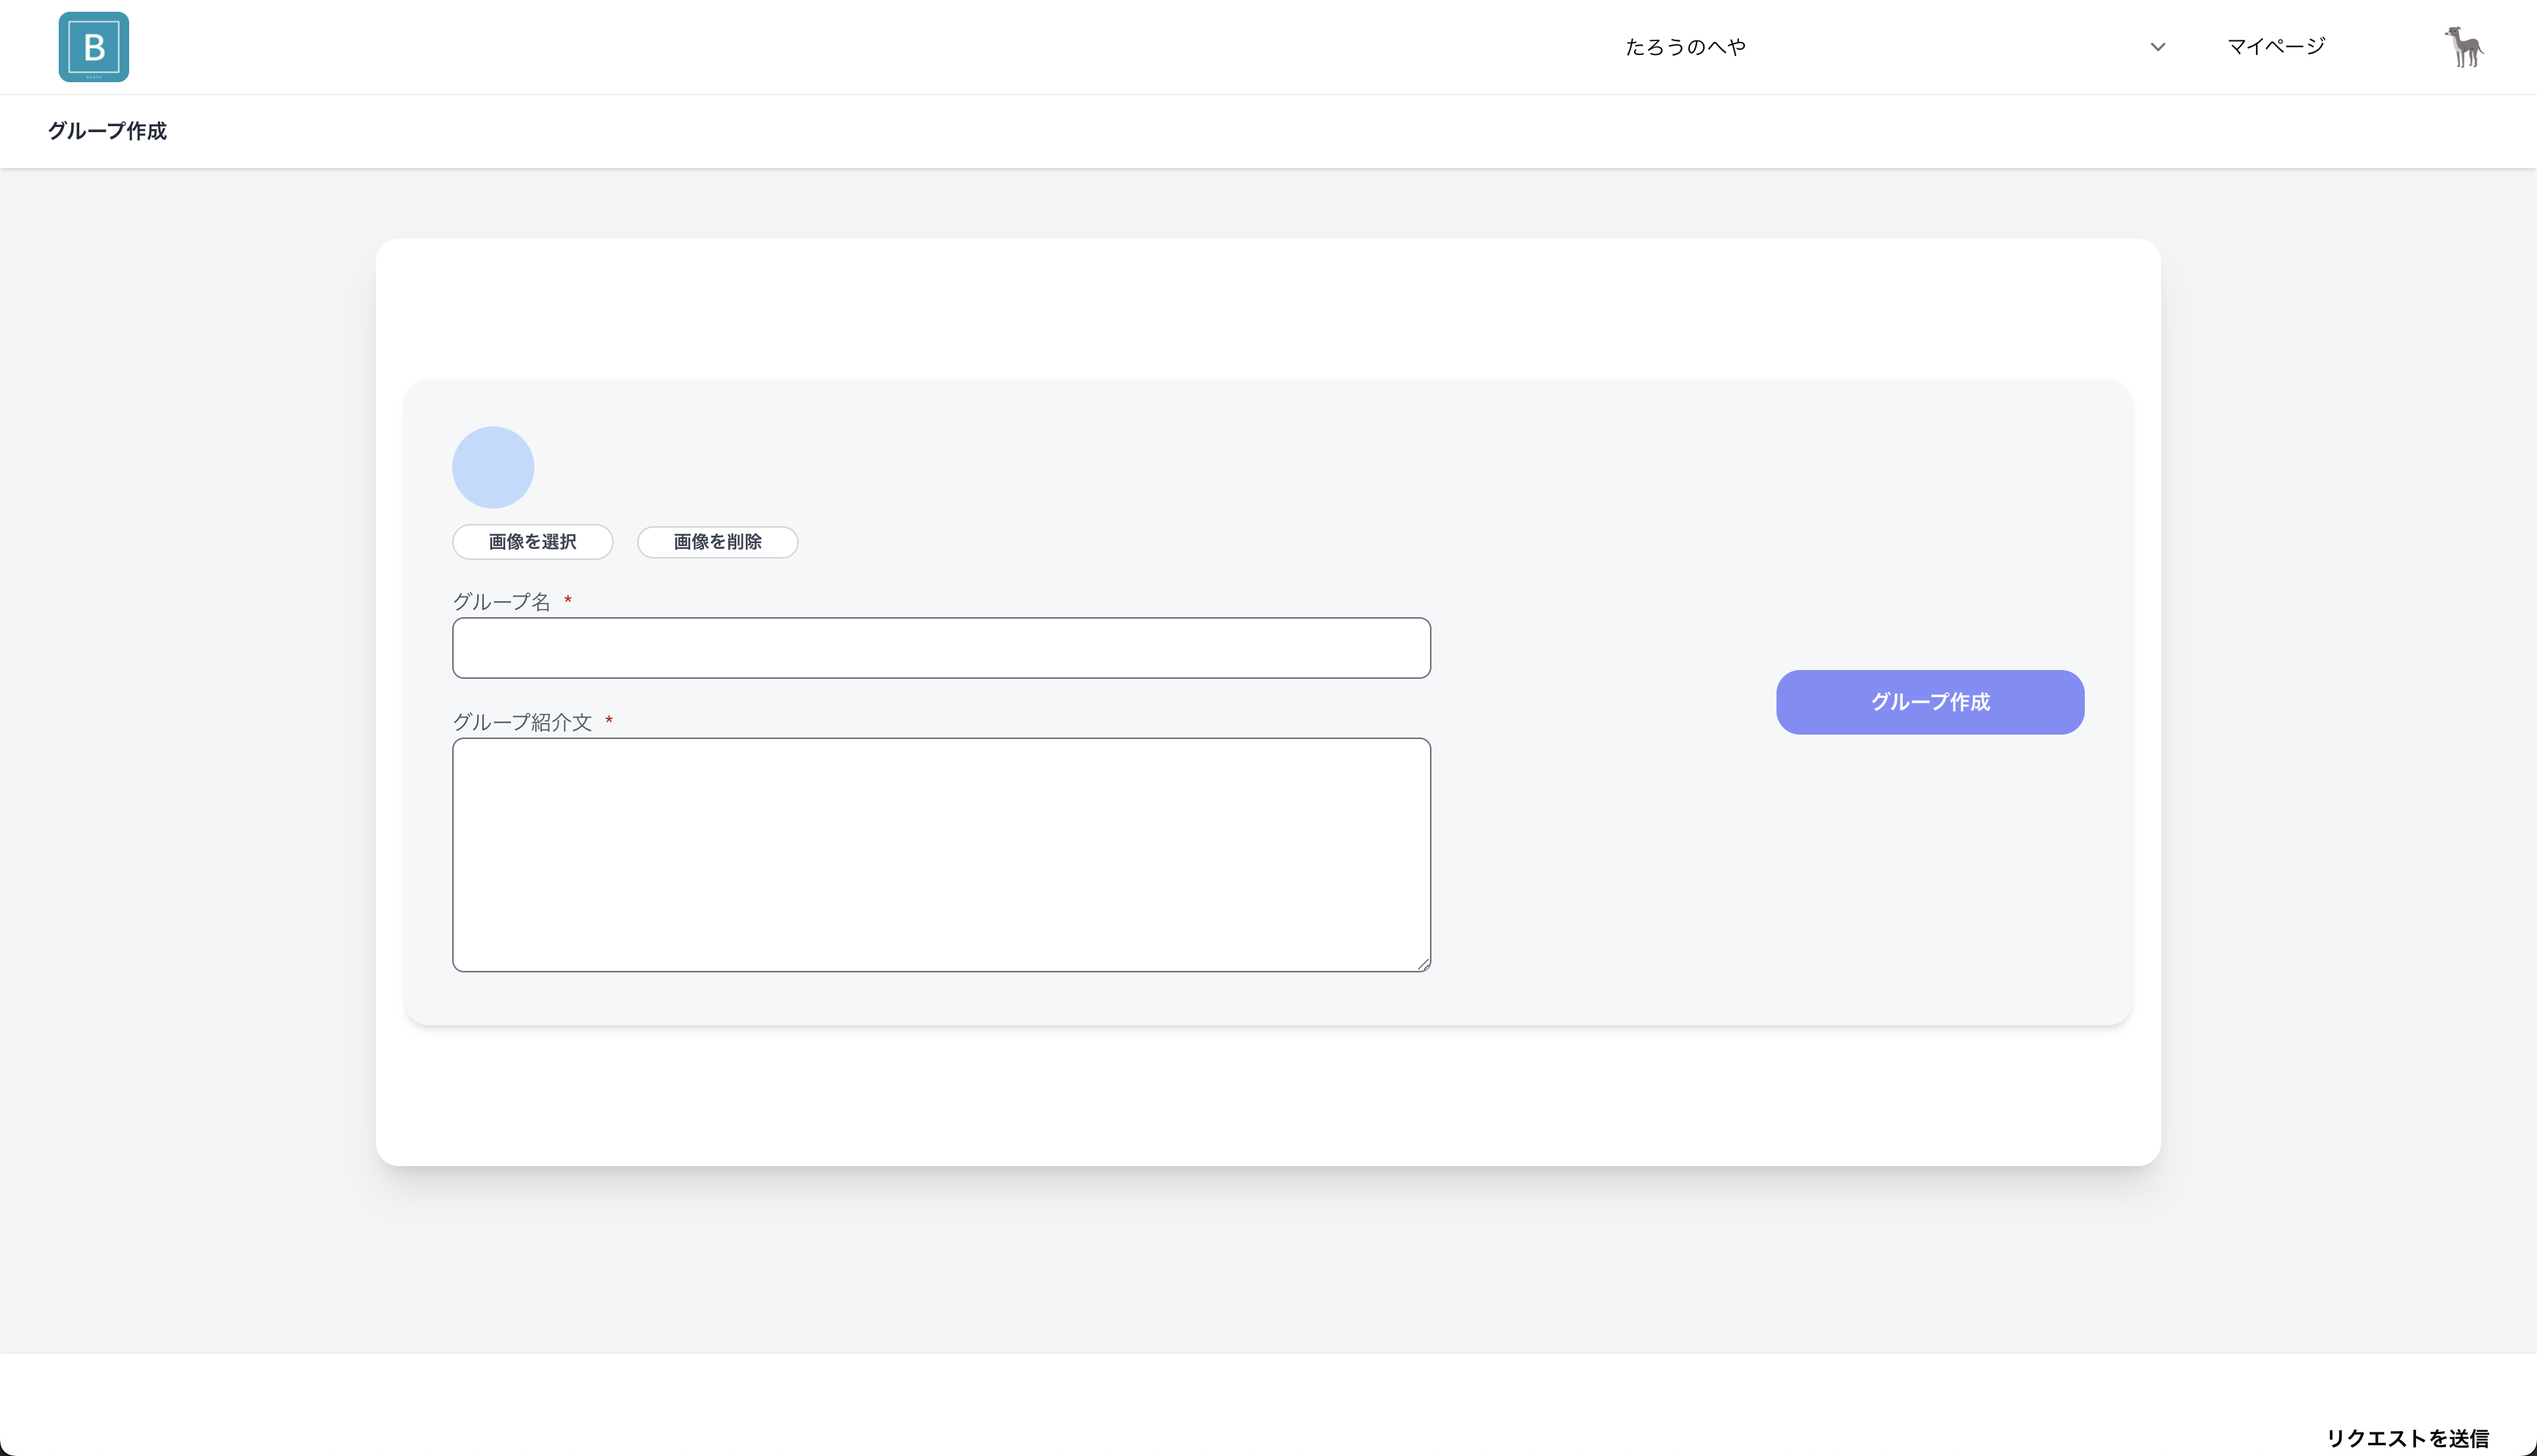 B
たろうのへや
マイページ
グループ作成
画像を選択
画像を削除
グループ名 *
グループ作成
グループ紹介文 *
リクエストを送信